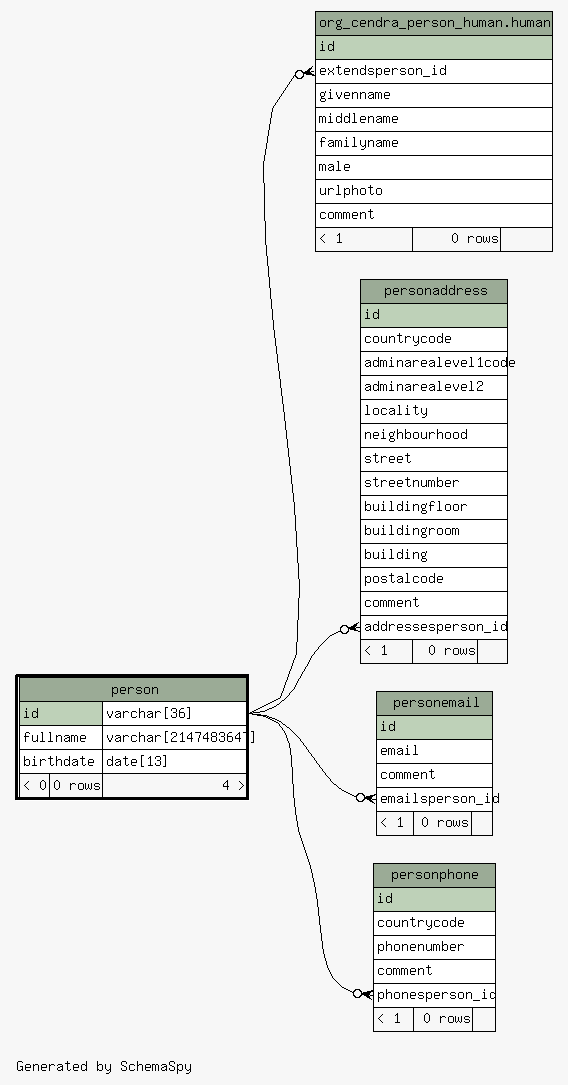 org_cendra_person_human.human
id
extendsperson_id
givenname
middlename
familyname
male
urlphoto
comment
< 1 0 rows
personaddress
id
countrycode
adminarealevel1code
adminarealevel2
locality
neighbourhood
street
streetnumber
buildingfloor
buildingroom
building
postalcode
comment
addressesperson_id
< 1 0 rows
person
id varchar[36]
fullname varchar[2147483647]
birthdate date[13]
< 0 0 rows 4 >
personemail
id
email
comment
emailsperson_id
< 1 0 rows
personphone
id
countrycode
phonenumber
comment
phonesperson_id
< 1 0 rows
Generated by SchemaSpy